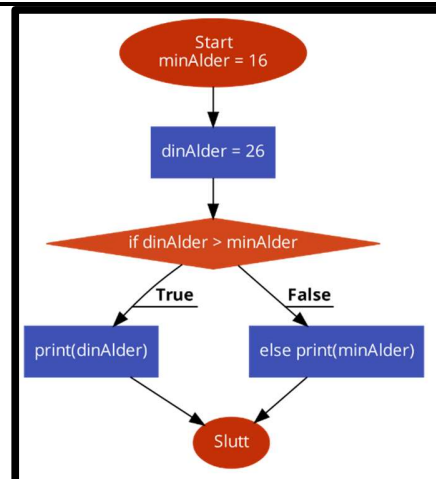 Start
minAlder = 16
dinAlder = 26
if dinAlder > minAlder
True
False
print(dinAlder)
else print(minAlder)
Slutt